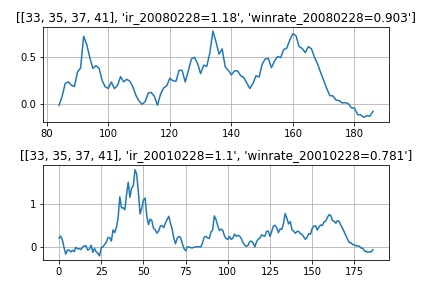 [[33, 35, 37, 41], 'ir_20080228=1.18', 'winrate_20080228=0.903']
0.5
0.0
80 100 120 140 160 180
[[33, 35, 37, 41], 'ir_20010228=1.1', 'winrate_20010228=0.781']
1
0
0 25 50 75 100 125 150 175